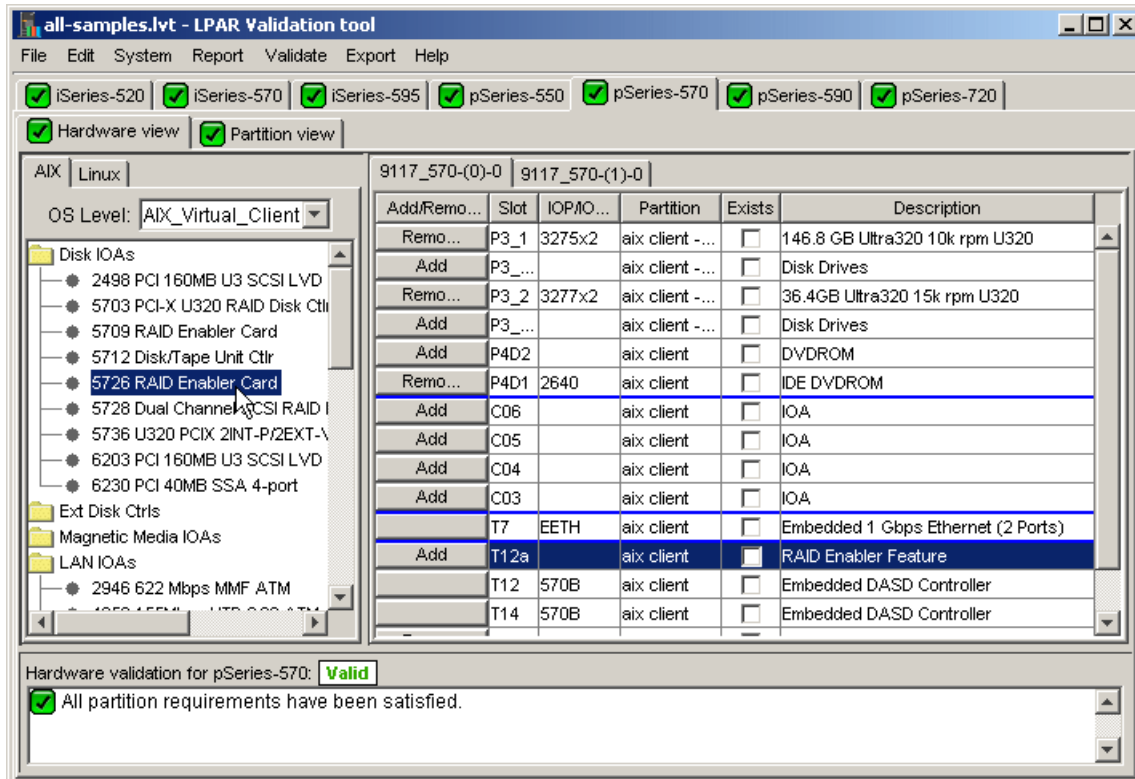 all-samples.lvt - LPAR Validation tool
File Edit System Report Validate Export Help
iSeries-520 iSeries-570 iSeries-595 pSeries-550 pSeries-570 pSeries-590 pSeries-720
Hardware view Partition view
AIX Linux
OS Level: AIX_Virtual_Client
Disk IOAs
2498 PCI 160MB U3 SCSI LVD
5703 PCI-X U320 RAID Disk Ctlr
5709 RAID Enabler Card
5712 Disk/Tape Unit Ctlr
5726 RAID Enabler Card
5728 Dual Channel SCSI RAID
5736 U320 PCIX 2INT-P/2EXT-V
6203 PCI 160MB U3 SCSI LVD
6230 PCI 40MB SSA 4-port
Ext Disk Ctrls
Magnetic Media IOAs
LAN IOAs
2946 622 Mbps MMF ATM
9117_570-(0)-0 9117_570-(1)-0
Add/Remo... Slot IOP/IO... Partition Exists Description
Remo... P3_1 3275x2 aix client -... 146.8 GB Ultra320 10k rpm U320
Add P3_... aix client -... Disk Drives
Remo... P3_2 3277x2 aix client -... 36.4GB Ultra320 15k rpm U320
Add P3_... aix client -... Disk Drives
Add P4D2 aix client DVDROM
Remo... P4D1 2640 aix client IDE DVDROM
Add C06 aix client IOA
Add C05 aix client IOA
Add C04 aix client IOA
Add C03 aix client IOA
T7 EETH aix client Embedded 1 Gbps Ethernet (2 Ports)
Add T12a aix client RAID Enabler Feature
T12 570B aix client Embedded DASD Controller
T14 570B aix client Embedded DASD Controller
Hardware validation for pSeries-570: Valid
All partition requirements have been satisfied.